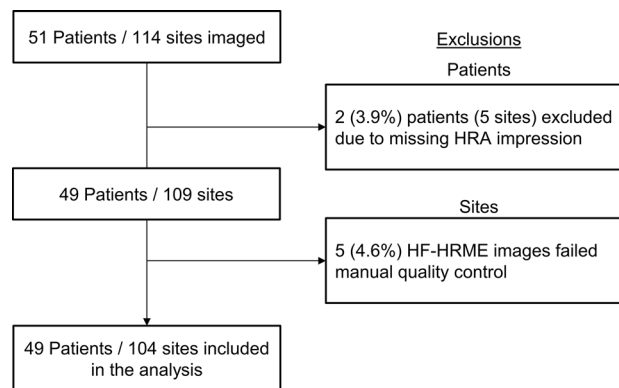 51 Patients / 114 sites imaged
Exclusions
Patients
2 (3.9%) patients (5 sites) excluded
due to missing HRA impression
49 Patients / 109 sites
Sites
5 (4.6%) HF-HRME images failed
manual quality control
49 Patients / 104 sites included
in the analysis